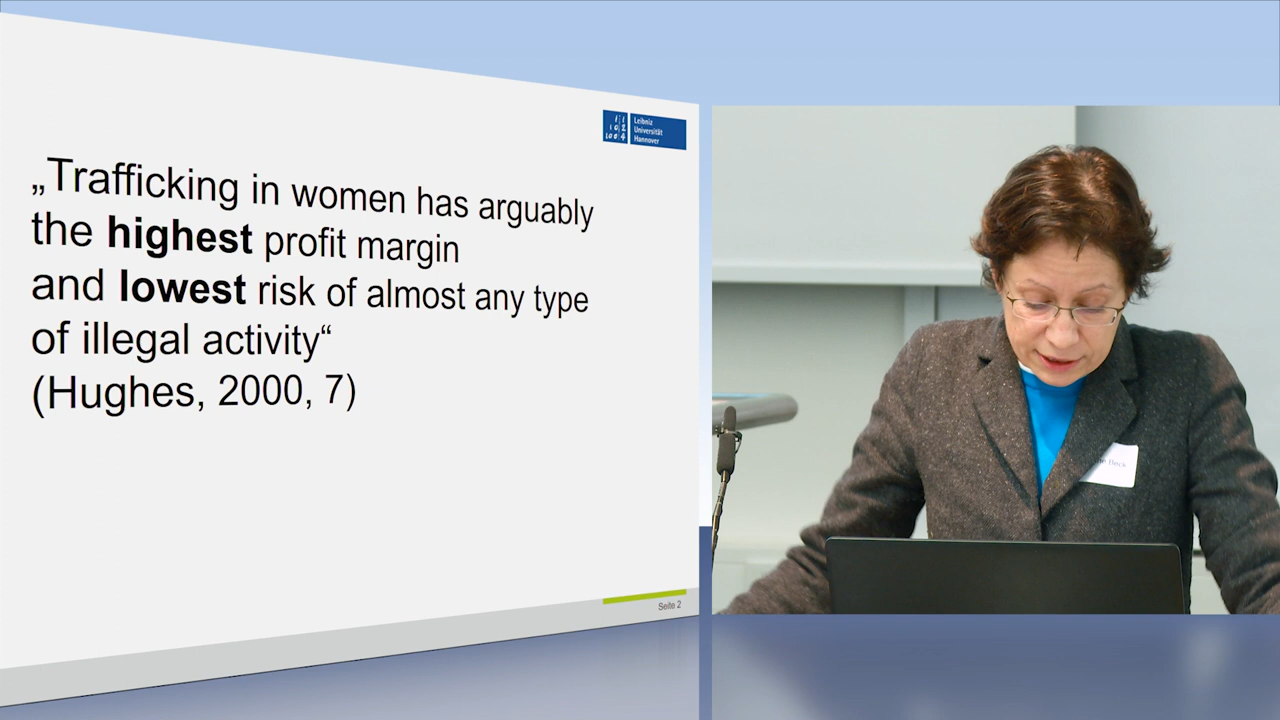 „Trafficking in women has arguably
the highest profit margin
and lowest risk of almost any type
of illegal activity“
(Hughes, 2000, 7)
Leibniz
Universität
Hannover
Seite 2
Beck